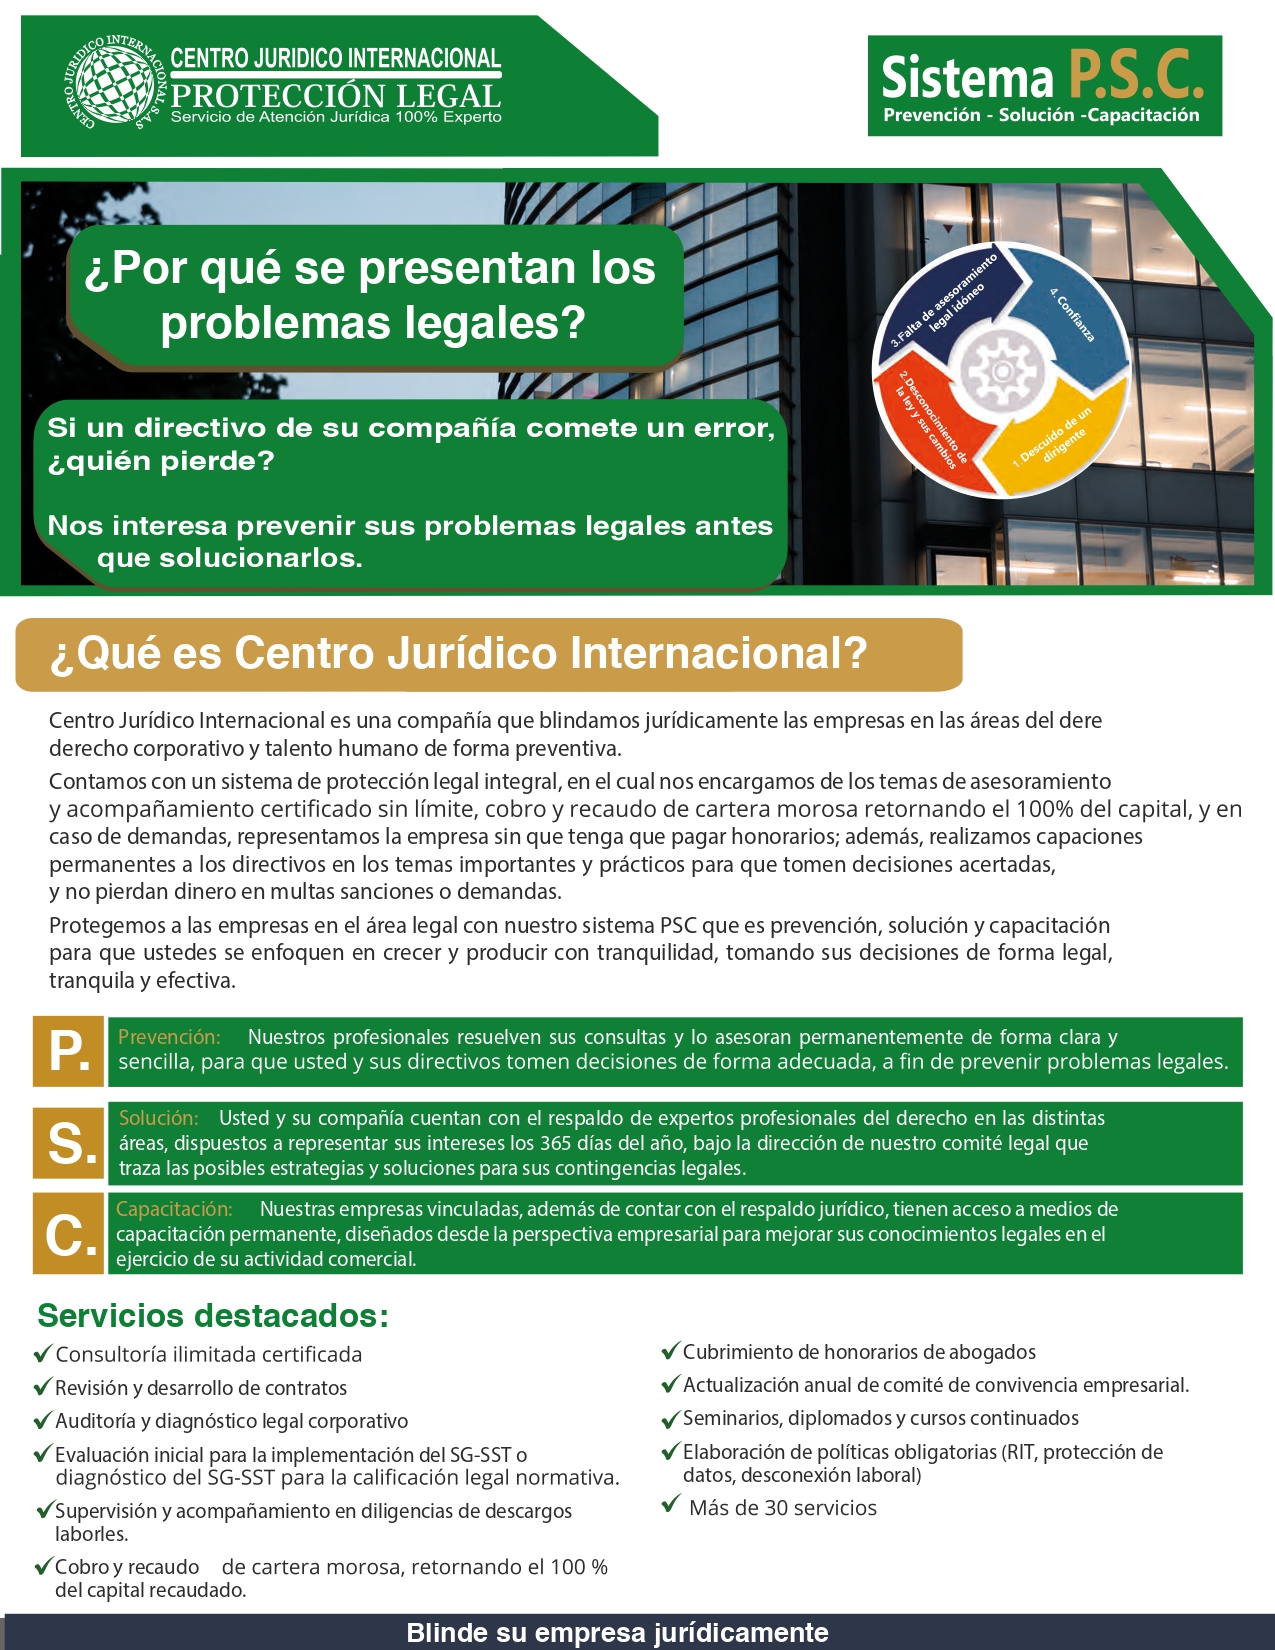 CENTRO JURIDICO INTERNACIONAL S.A.S
CENTRO JURIDICO INTERNACIONAL
PROTECCIÓN LEGAL
Servicio de Atención Jurídica 100% Experto
Sistema P.S.C.
Prevención - Solución -Capacitación
¿Por qué se presentan los
problemas legales?
Si un directivo de su compañía comete un error,
¿quién pierde?
Nos interesa prevenir sus problemas legales antes
que solucionarlos.
3.Falta de asesoramiento
legal idóneo
4. Confianza
2.Desconocimiento de
la ley y sus cambios
1.Descuido de un
dirigente
¿Qué es Centro Jurídico Internacional?
Centro Jurídico Internacional es una compañía que blindamos jurídicamente las empresas en las áreas del dere
derecho corporativo y talento humano de forma preventiva.
Contamos con un sistema de protección legal integral, en el cual nos encargamos de los temas de asesoramiento
y acompañamiento certificado sin límite, cobro y recaudo de cartera morosa retornando el 100% del capital, y en
caso de demandas, representamos la empresa sin que tenga que pagar honorarios; además, realizamos capaciones
permanentes a los directivos en los temas importantes y prácticos para que tomen decisiones acertadas,
y no pierdan dinero en multas sanciones o demandas.
Protegemos a las empresas en el área legal con nuestro sistema PSC que es prevención, solución y capacitación
para que ustedes se enfoquen en crecer y producir con tranquilidad, tomando sus decisiones de forma legal,
tranquila y efectiva.
P.
Prevención: Nuestros profesionales resuelven sus consultas y lo asesoran permanentemente de forma clara y
sencilla, para que usted y sus directivos tomen decisiones de forma adecuada, a fin de prevenir problemas legales.
S.
Solución: Usted y su compañía cuentan con el respaldo de expertos profesionales del derecho en las distintas
áreas, dispuestos a representar sus intereses los 365 días del año, bajo la dirección de nuestro comité legal que
traza las posibles estrategias y soluciones para sus contingencias legales.
C.
Capacitación: Nuestras empresas vinculadas, además de contar con el respaldo jurídico, tienen acceso a medios de
capacitación permanente, diseñados desde la perspectiva empresarial para mejorar sus conocimientos legales en el
ejercicio de su actividad comercial.
Servicios destacados:
Consultoría ilimitada certificada
Revisión y desarrollo de contratos
Auditoría y diagnóstico legal corporativo
Evaluación inicial para la implementación del SG-SST o
diagnóstico del SG-SST para la calificación legal normativa.
Supervisión y acompañamiento en diligencias de descargos
laborles.
Cobro y recaudo de cartera morosa, retornando el 100 %
del capital recaudado.
Cubrimiento de honorarios de abogados
Actualización anual de comité de convivencia empresarial.
Seminarios, diplomados y cursos continuados
Elaboración de políticas obligatorias (RIT, protección de
datos, desconexión laboral)
Más de 30 servicios
Blinde su empresa jurídicamente